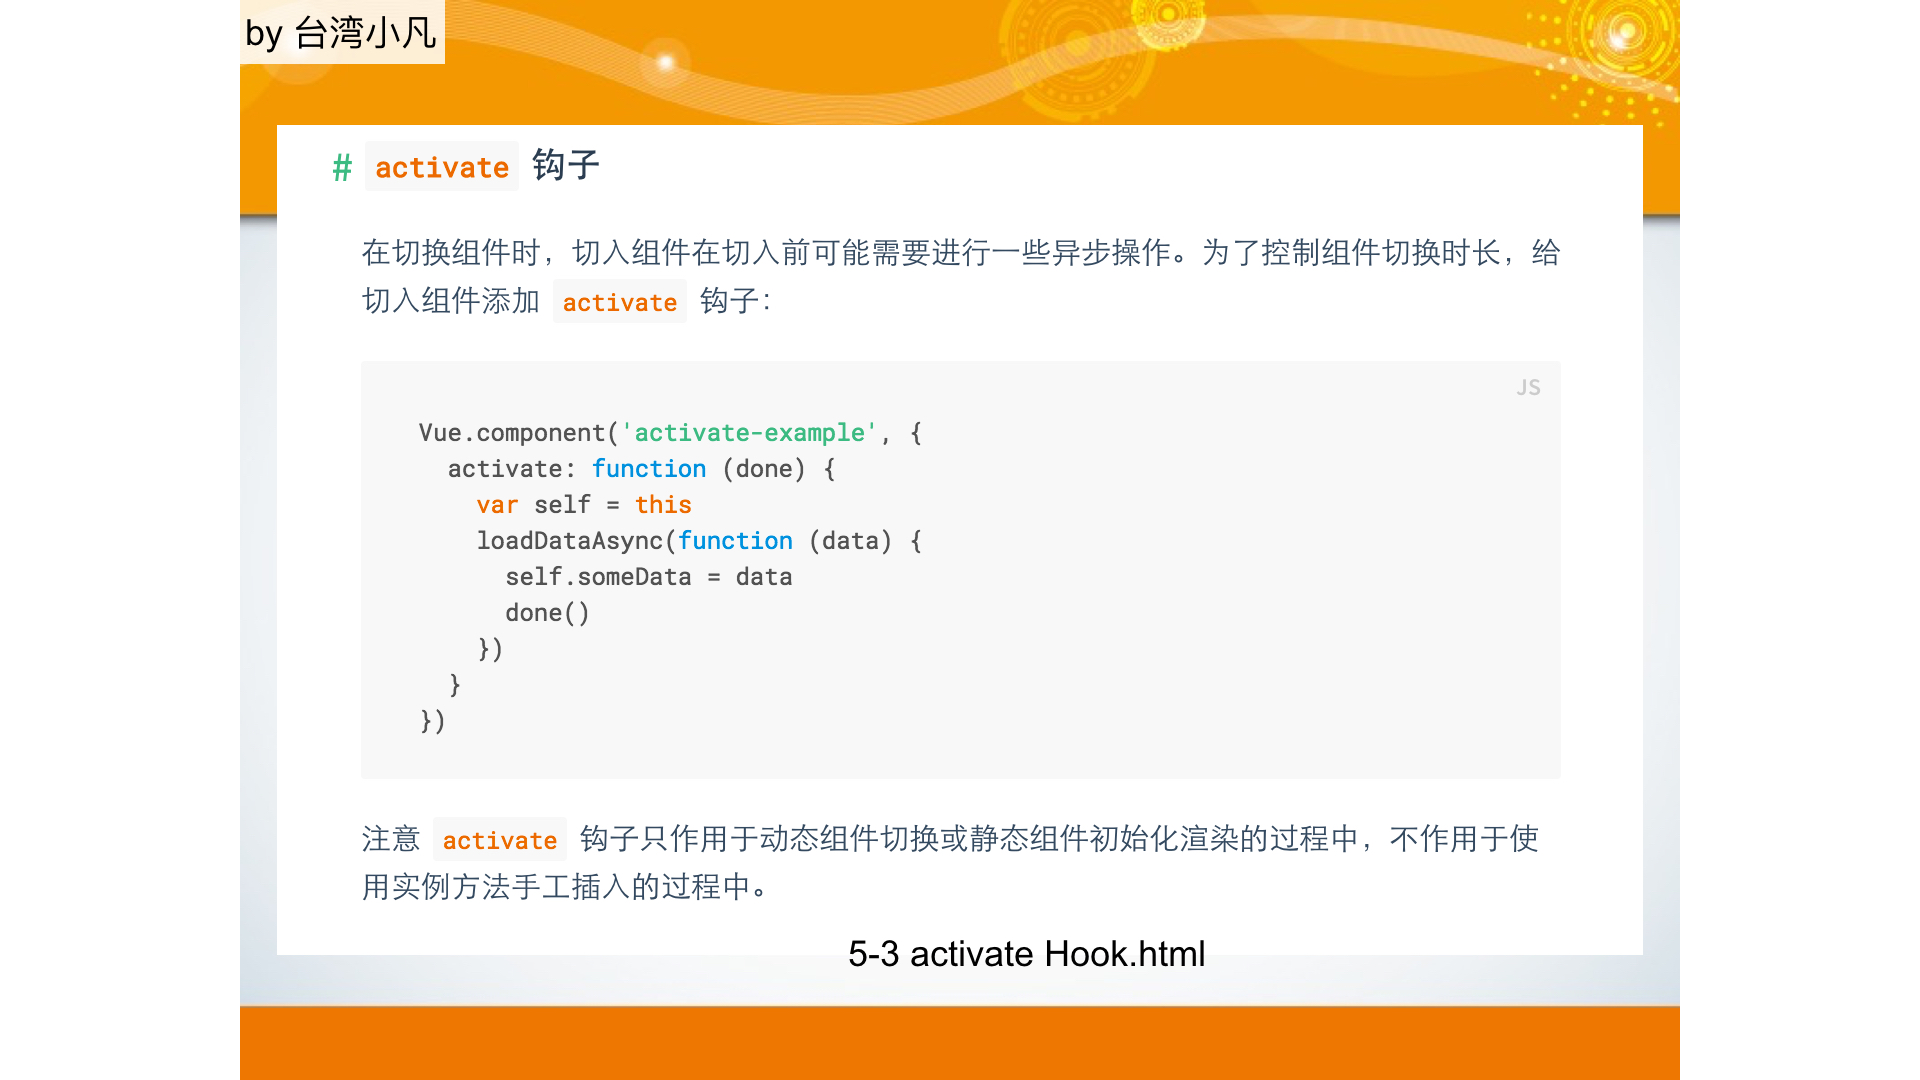 by 台湾小凡
# activate 钩子
在切换组件时，切入组件在切入前可能需要进行一些异步操作。为了控制组件切换时长，给
切入组件添加 activate 钩子：
JS
Vue.component('activate-example', {
  activate: function (done) {
    var self = this
    loadDataAsync(function (data) {
      self.someData = data
      done()
    })
  }
})
注意 activate 钩子只作用于动态组件切换或静态组件初始化渲染的过程中，不作用于使
用实例方法手工插入的过程中。
5-3 activate Hook.html